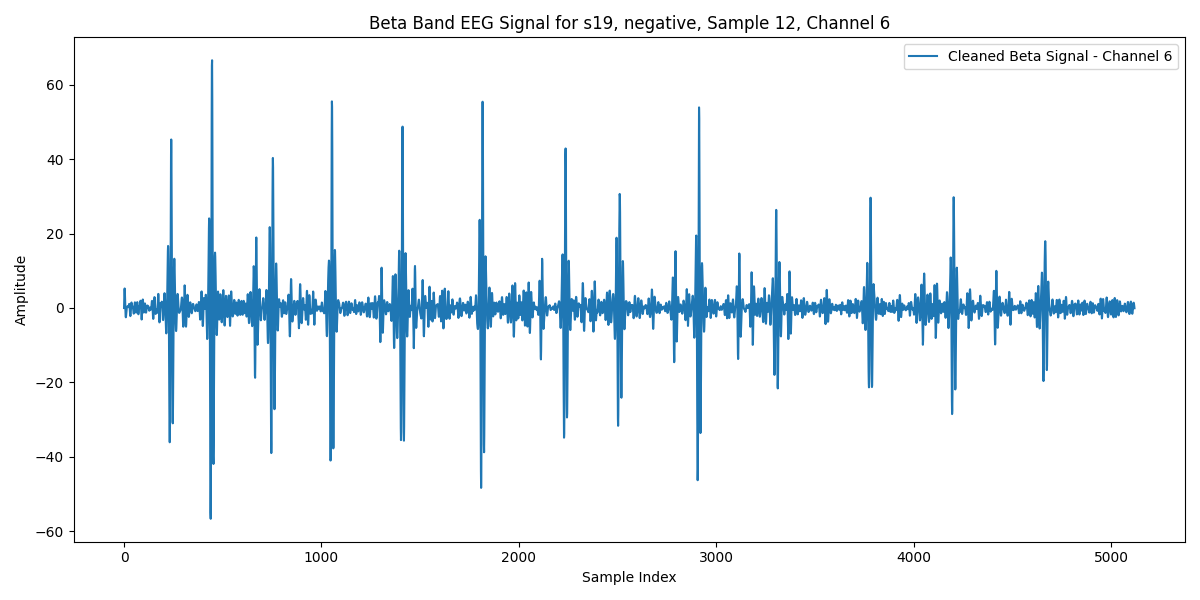 Beta Band EEG Signal for s19, negative, Sample 12, Channel 6
Cleaned Beta Signal - Channel 6
Amplitude
60
40
20
0
−20
−40
−60
0 1000 2000 3000 4000 5000
Sample Index